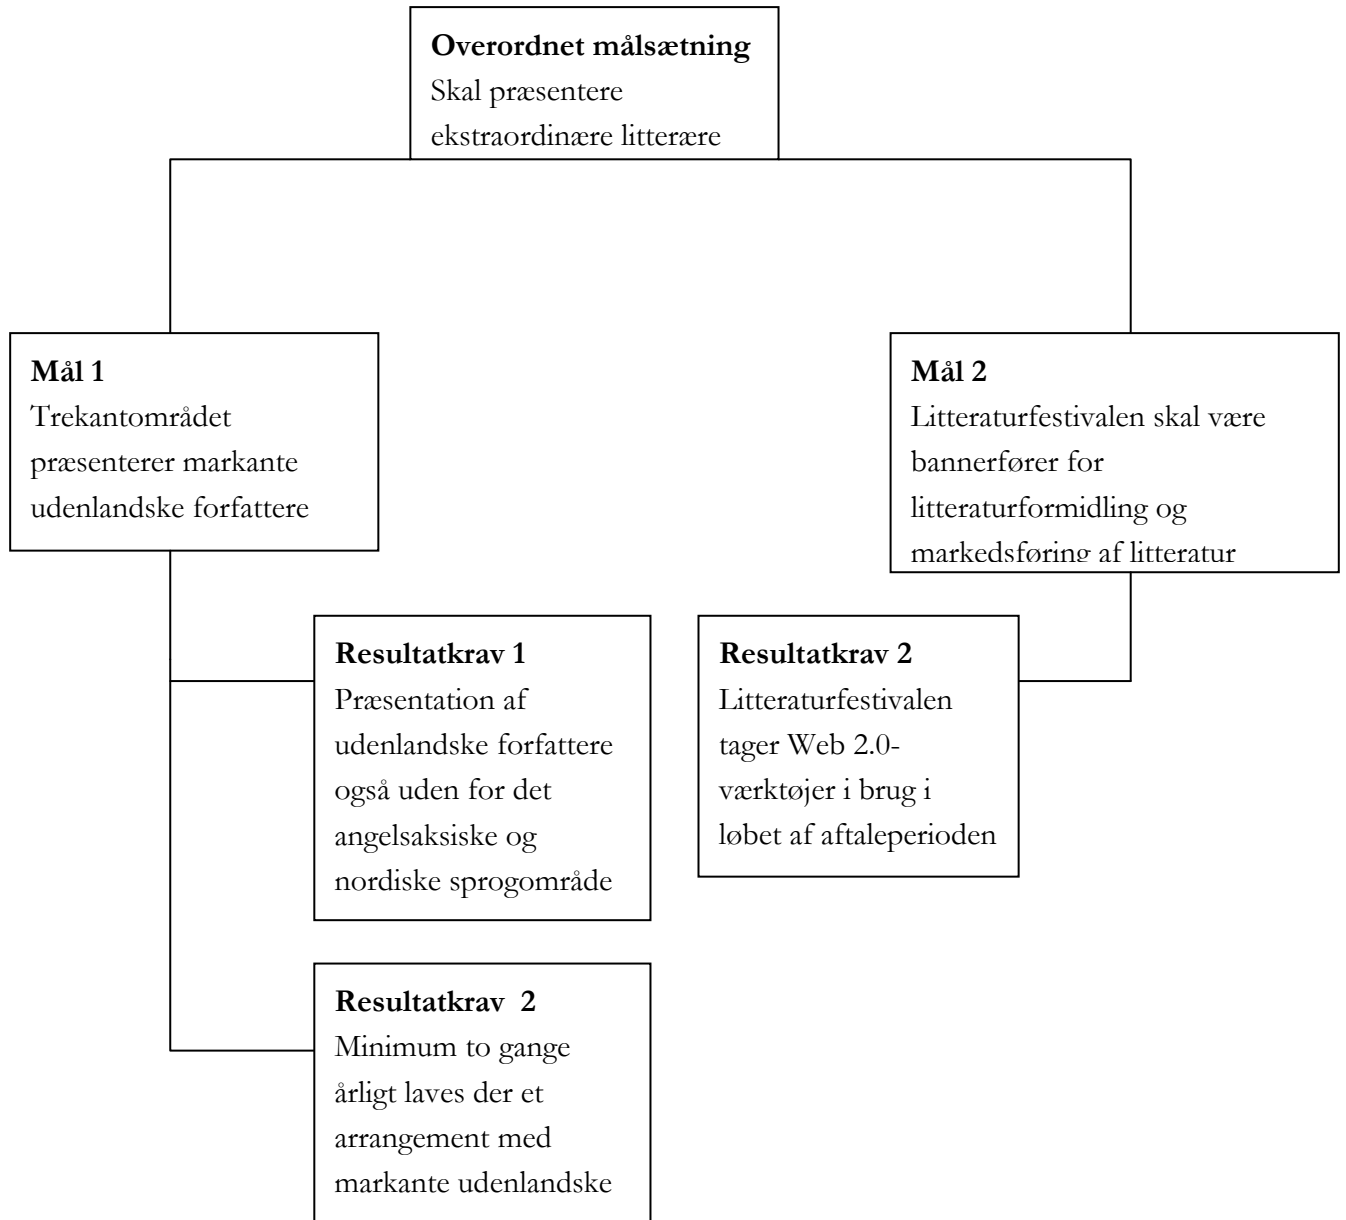 Overordnet målsætning
Skal præsentere
ekstraordinære litterære
Mål 1
Trekantområdet
præsenterer markante
udenlandske forfattere
Mål 2
Litteraturfestivalen skal være
bannerfører for
litteraturformidling og
markedsføring af litteratur
Resultatkrav 1
Præsentation af
udenlandske forfattere
også uden for det
angelsaksiske og
nordiske sprogområde
Resultatkrav 2
Litteraturfestivalen
tager Web 2.0-
værktøjer i brug i
løbet af aftaleperioden
Resultatkrav  2
Minimum to gange
årligt laves der et
arrangement med
markante udenlandske